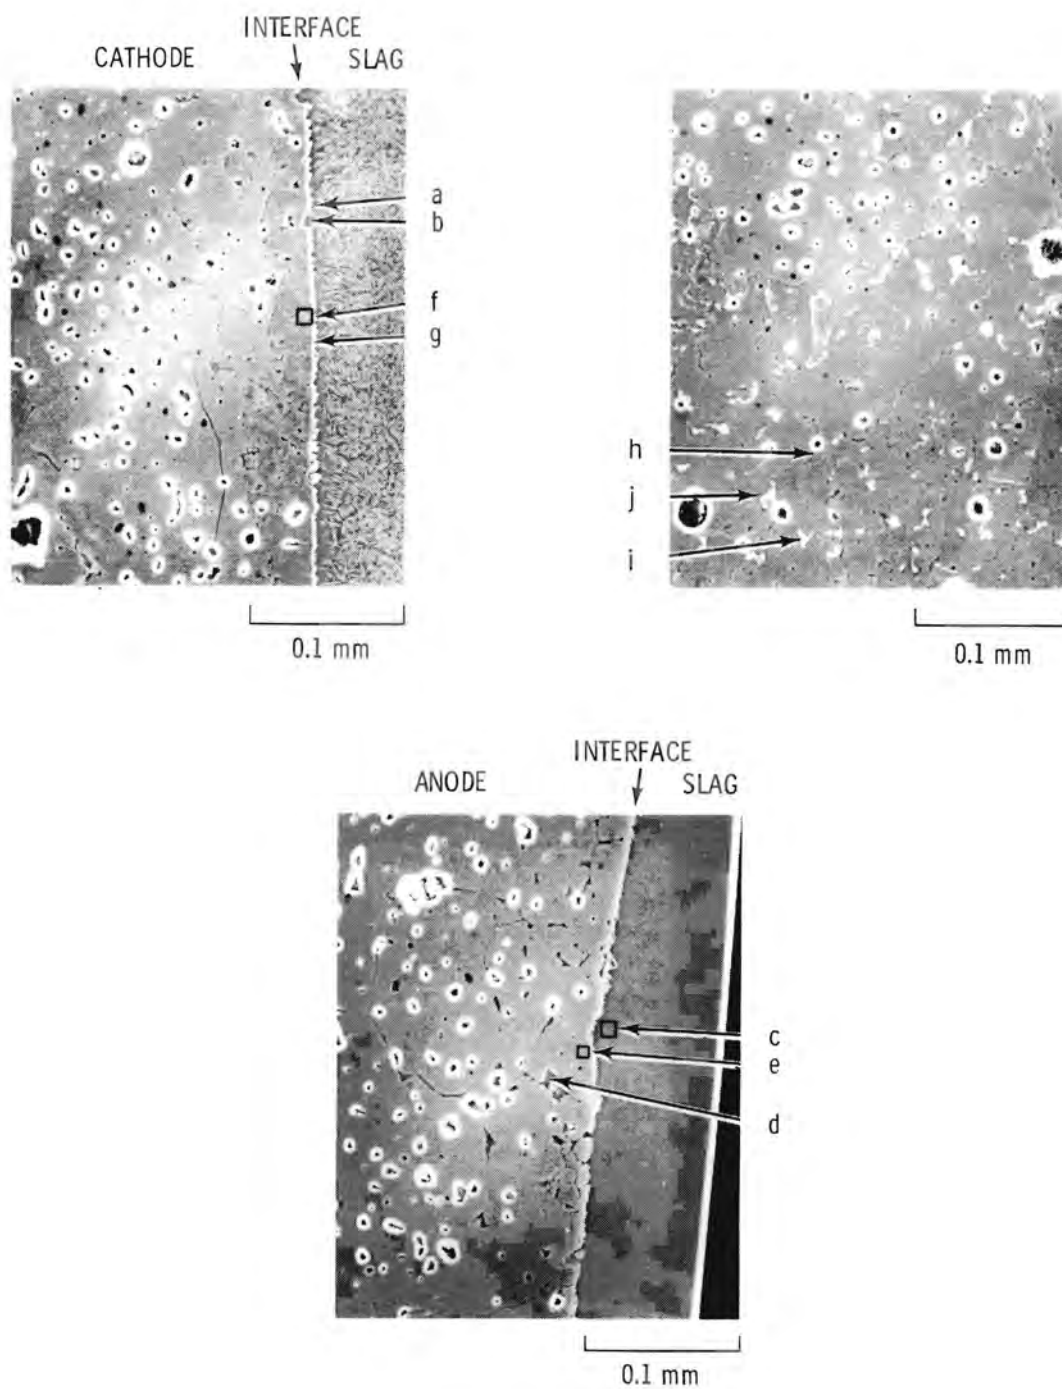 INTERFACE
CATHODE
SLAG
a
b
f
g
0.1 mm
h
j
i
0.1 mm
INTERFACE
ANODE
SLAG
c
e
d
0.1 mm